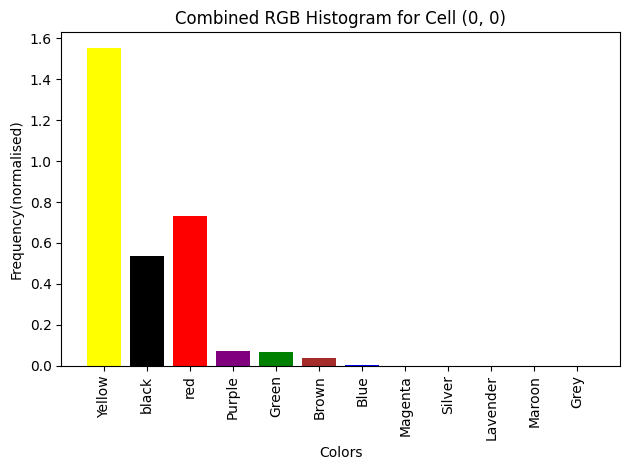 Combined RGB Histogram for Cell (0, 0)
Frequency(normalised)
1.6
1.4
1.2
1.0
0.8
0.6
0.4
0.2
0.0
Yellow
black
red
Purple
Green
Brown
Blue
Magenta
Silver
Lavender
Maroon
Grey
Colors